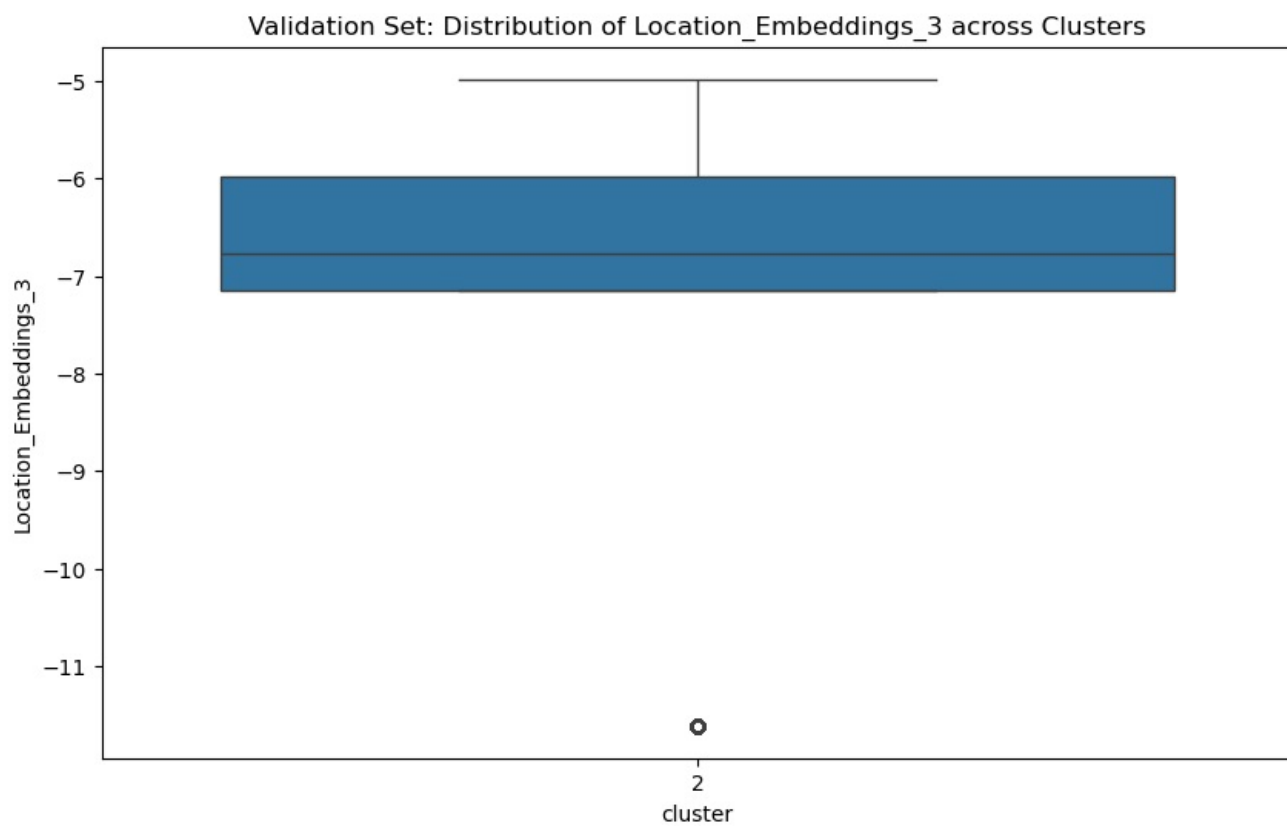 Validation Set: Distribution of Location_Embeddings_3 across Clusters
Location_Embeddings_3
−5
−6
−7
−8
−9
−10
−11
2
cluster